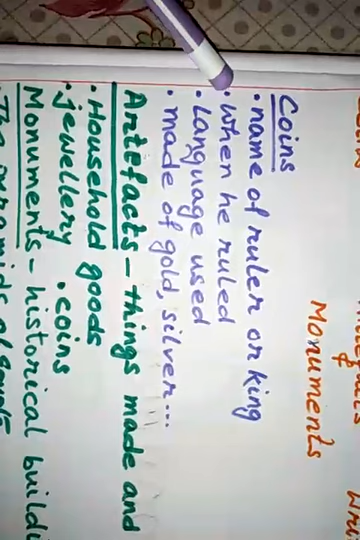 Monuments
Coins
• name of ruler or king
• when he ruled
• Language used
• made of gold, silver...
Artefacts - things made and
• Household goods
• jewellery • coins
Monuments - historical